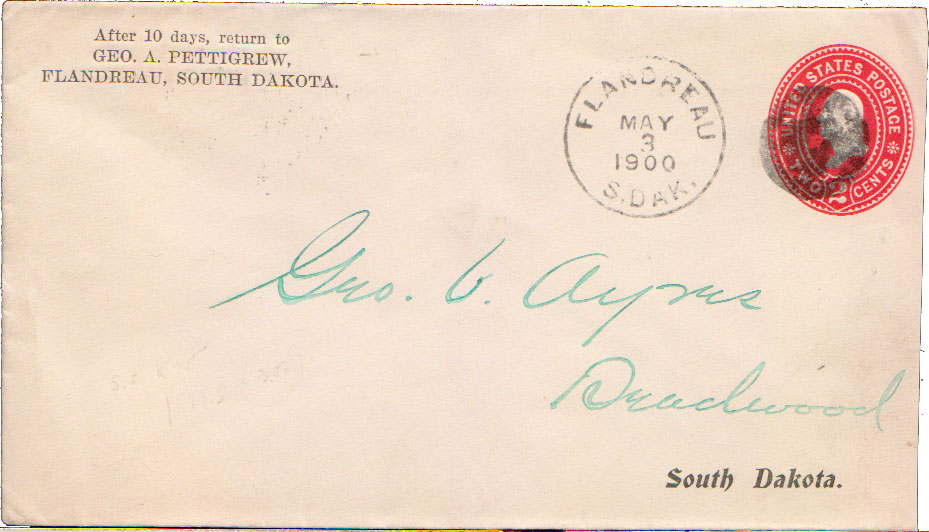 After 10 days, return to
GEO. A. PETTIGREW,
FLANDREAU, SOUTH DAKOTA.
FLANDREAU
MAY
3
1900
S. DAK.
UNITED STATES POSTAGE
TWO 2 CENTS
Geo. V. Ayres
Deadwood
South Dakota.